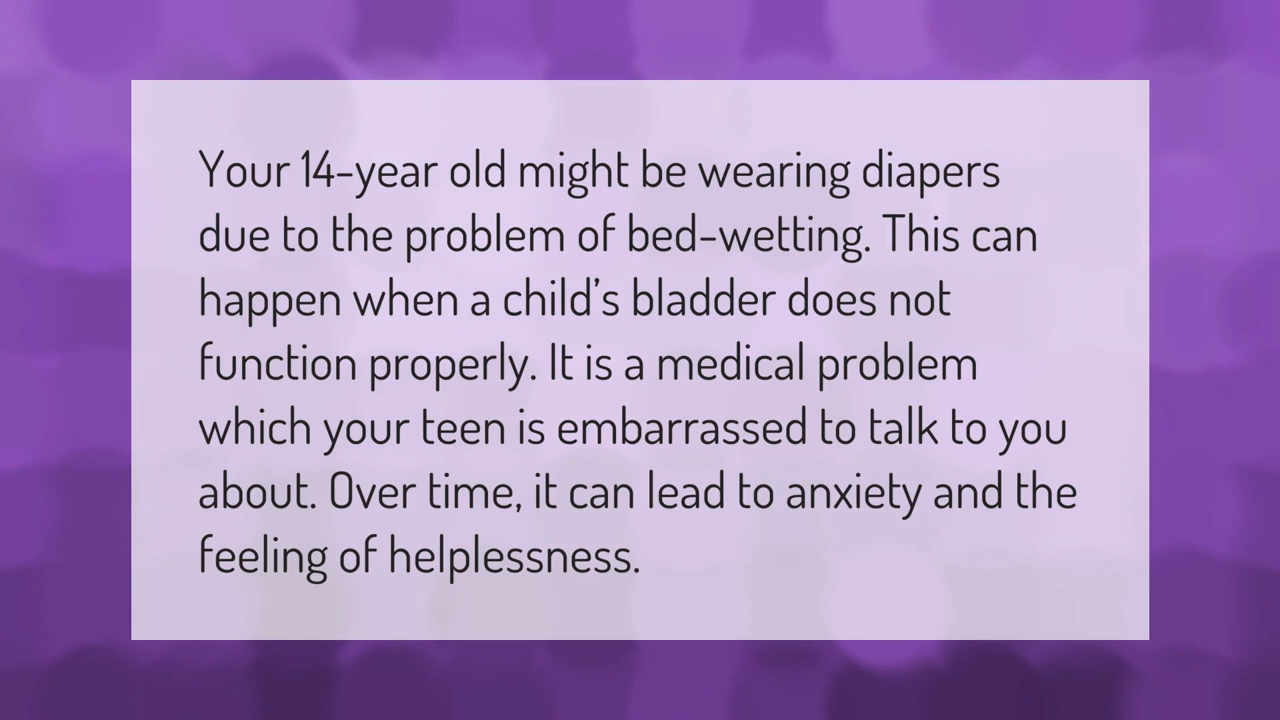 Your 14-year old might be wearing diapers
due to the problem of bed-wetting. This can
happen when a child’s bladder does not
function properly. It is a medical problem
which your teen is embarrassed to talk to you
about. Over time, it can lead to anxiety and the
feeling of helplessness.